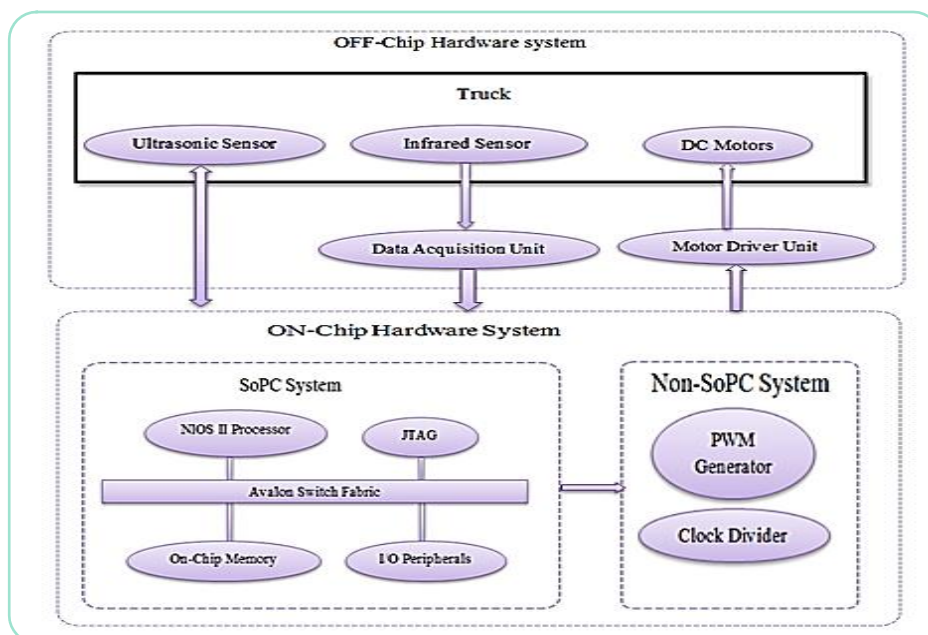 OFF-Chip Hardware system
Truck
Ultrasonic Sensor
Infrared Sensor
DC Motors
Data Acquisition Unit
Motor Driver Unit
ON-Chip Hardware System
SoPC System
NIOS II Processor
JTAG
Avalon Switch Fabric
On-Chip Memory
I/O Peripherals
Non-SoPC System
PWM
Generator
Clock Divider